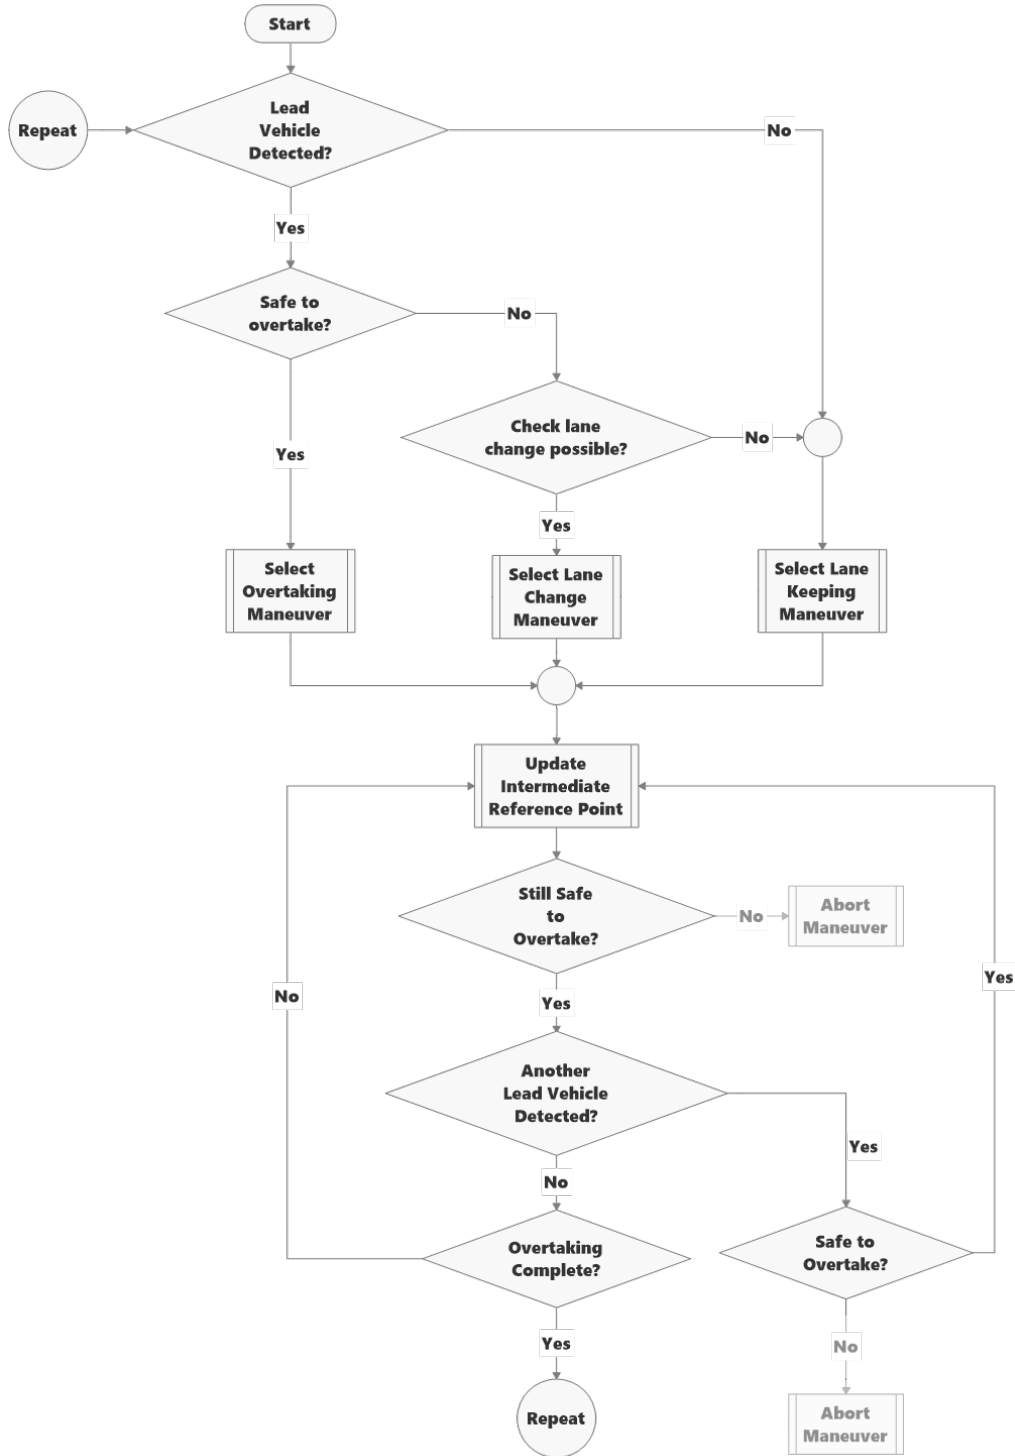 Start
Repeat
Lead
Vehicle
Detected?
No
Yes
Safe to
overtake?
No
Check lane
change possible?
No
Yes
Yes
Select
Overtaking
Maneuver
Select Lane
Change
Maneuver
Select Lane
Keeping
Maneuver
Update
Intermediate
Reference Point
Still Safe
to
Overtake?
No
Abort
Maneuver
Yes
No
Yes
Another
Lead Vehicle
Detected?
Yes
No
Overtaking
Complete?
Safe to
Overtake?
Yes
No
Repeat
Abort
Maneuver